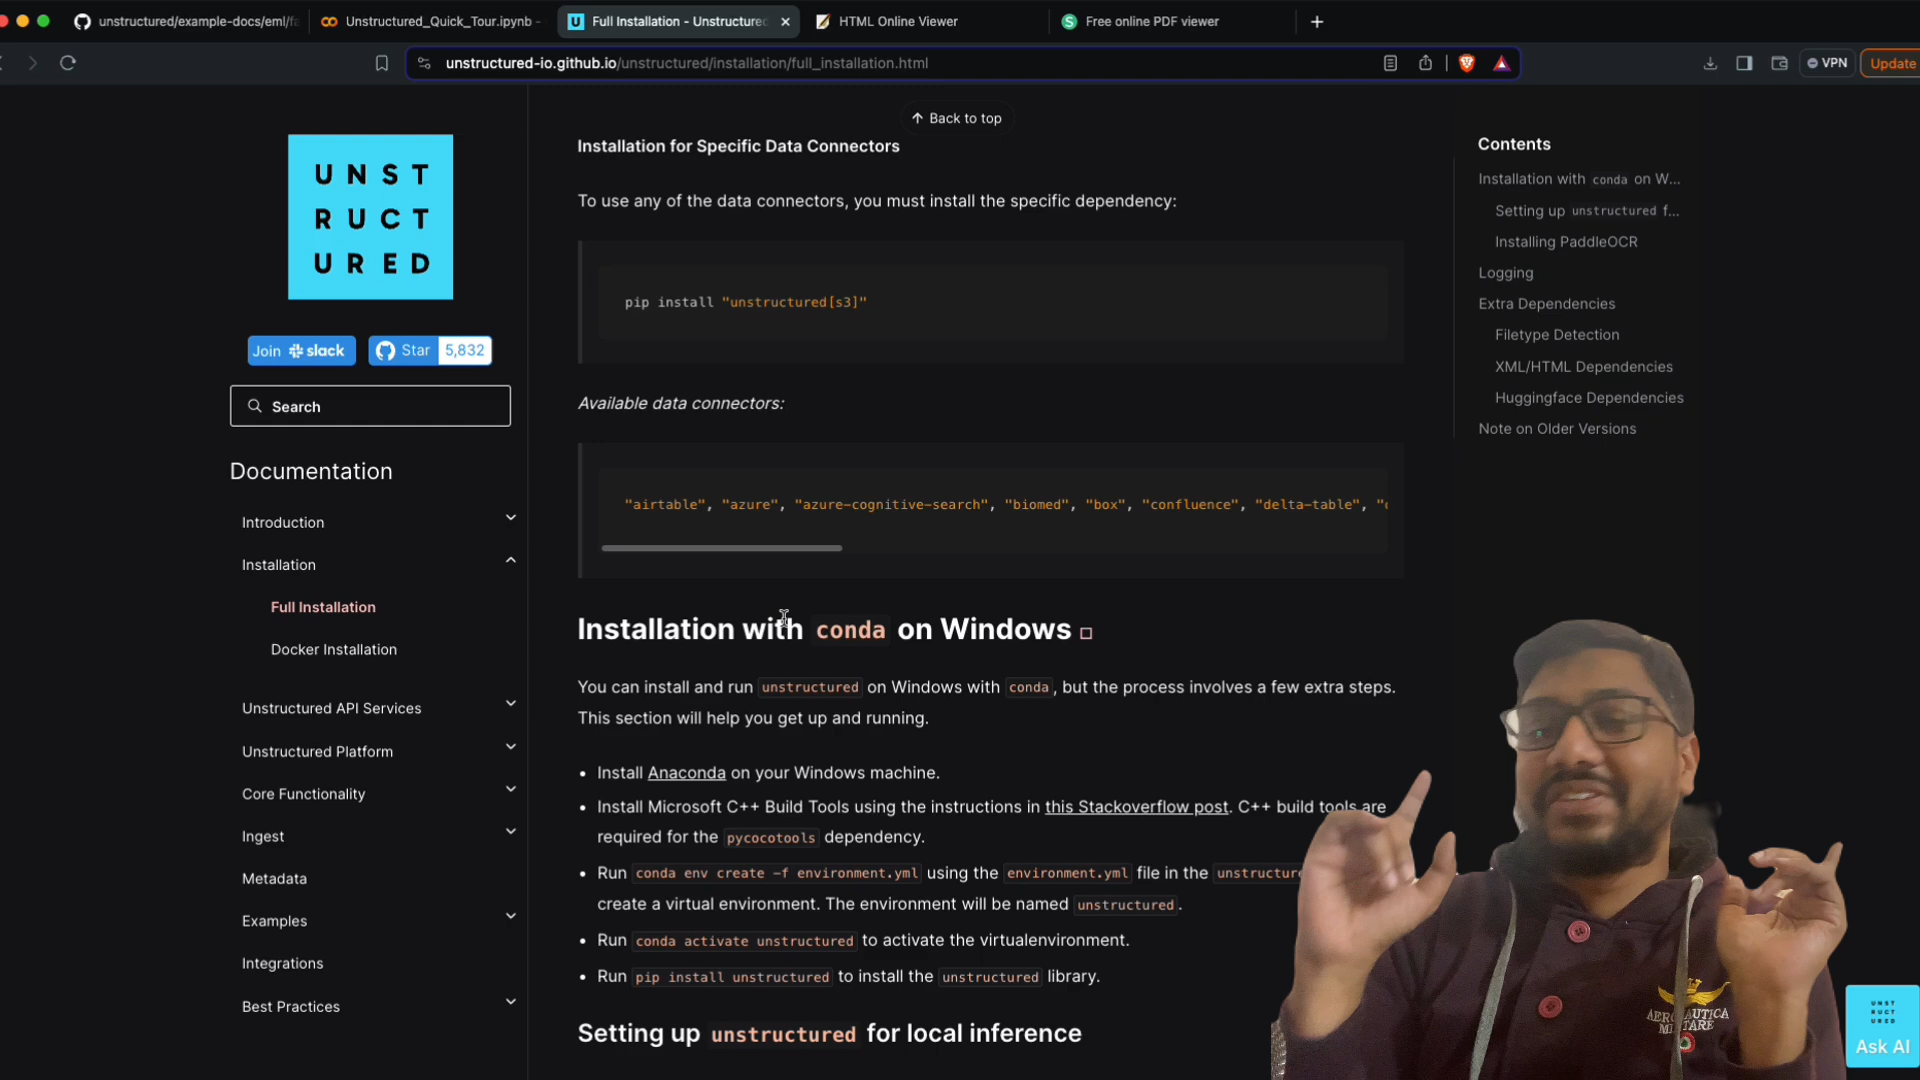 unstructured/example-docs/eml/fa
Unstructured_Quick_Tour.ipynb -
Full Installation - Unstructured
HTML Online Viewer
Free online PDF viewer
unstructured-io.github.io/unstructured/installation/full_installation.html
VPN
Update
UNST
RUCT
URED
Join slack
Star 5,832
Search
Documentation
Introduction
Installation
Full Installation
Docker Installation
Unstructured API Services
Unstructured Platform
Core Functionality
Ingest
Metadata
Examples
Integrations
Best Practices
Back to top
Installation for Specific Data Connectors
To use any of the data connectors, you must install the specific dependency:
pip install "unstructured[s3]"
Available data connectors:
"airtable", "azure", "azure-cognitive-search", "biomed", "box", "confluence", "delta-table", "
Installation with conda on Windows
You can install and run unstructured on Windows with conda, but the process involves a few extra steps.
This section will help you get up and running.
• Install Anaconda on your Windows machine.
• Install Microsoft C++ Build Tools using the instructions in this Stackoverflow post. C++ build tools are
required for the pycocotools dependency.
• Run conda env create -f environment.yml using the environment.yml file in the unstructure
create a virtual environment. The environment will be named unstructured.
• Run conda activate unstructured to activate the virtualenvironment.
• Run pip install unstructured to install the unstructured library.
Setting up unstructured for local inference
Contents
Installation with conda on W...
Setting up unstructured f...
Installing PaddleOCR
Logging
Extra Dependencies
Filetype Detection
XML/HTML Dependencies
Huggingface Dependencies
Note on Older Versions
AERONAUTICA
MILITARE
UNST
RUCT
URED
Ask AI